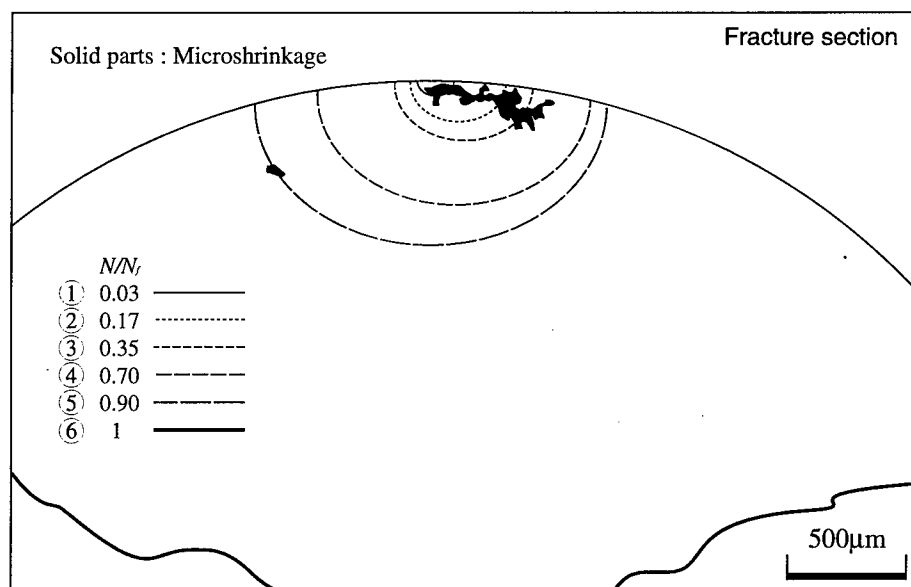 Fracture section
Solid parts : Microshrinkage
N/Nf
① 0.03
② 0.17
③ 0.35
④ 0.70
⑤ 0.90
⑥ 1
500μm